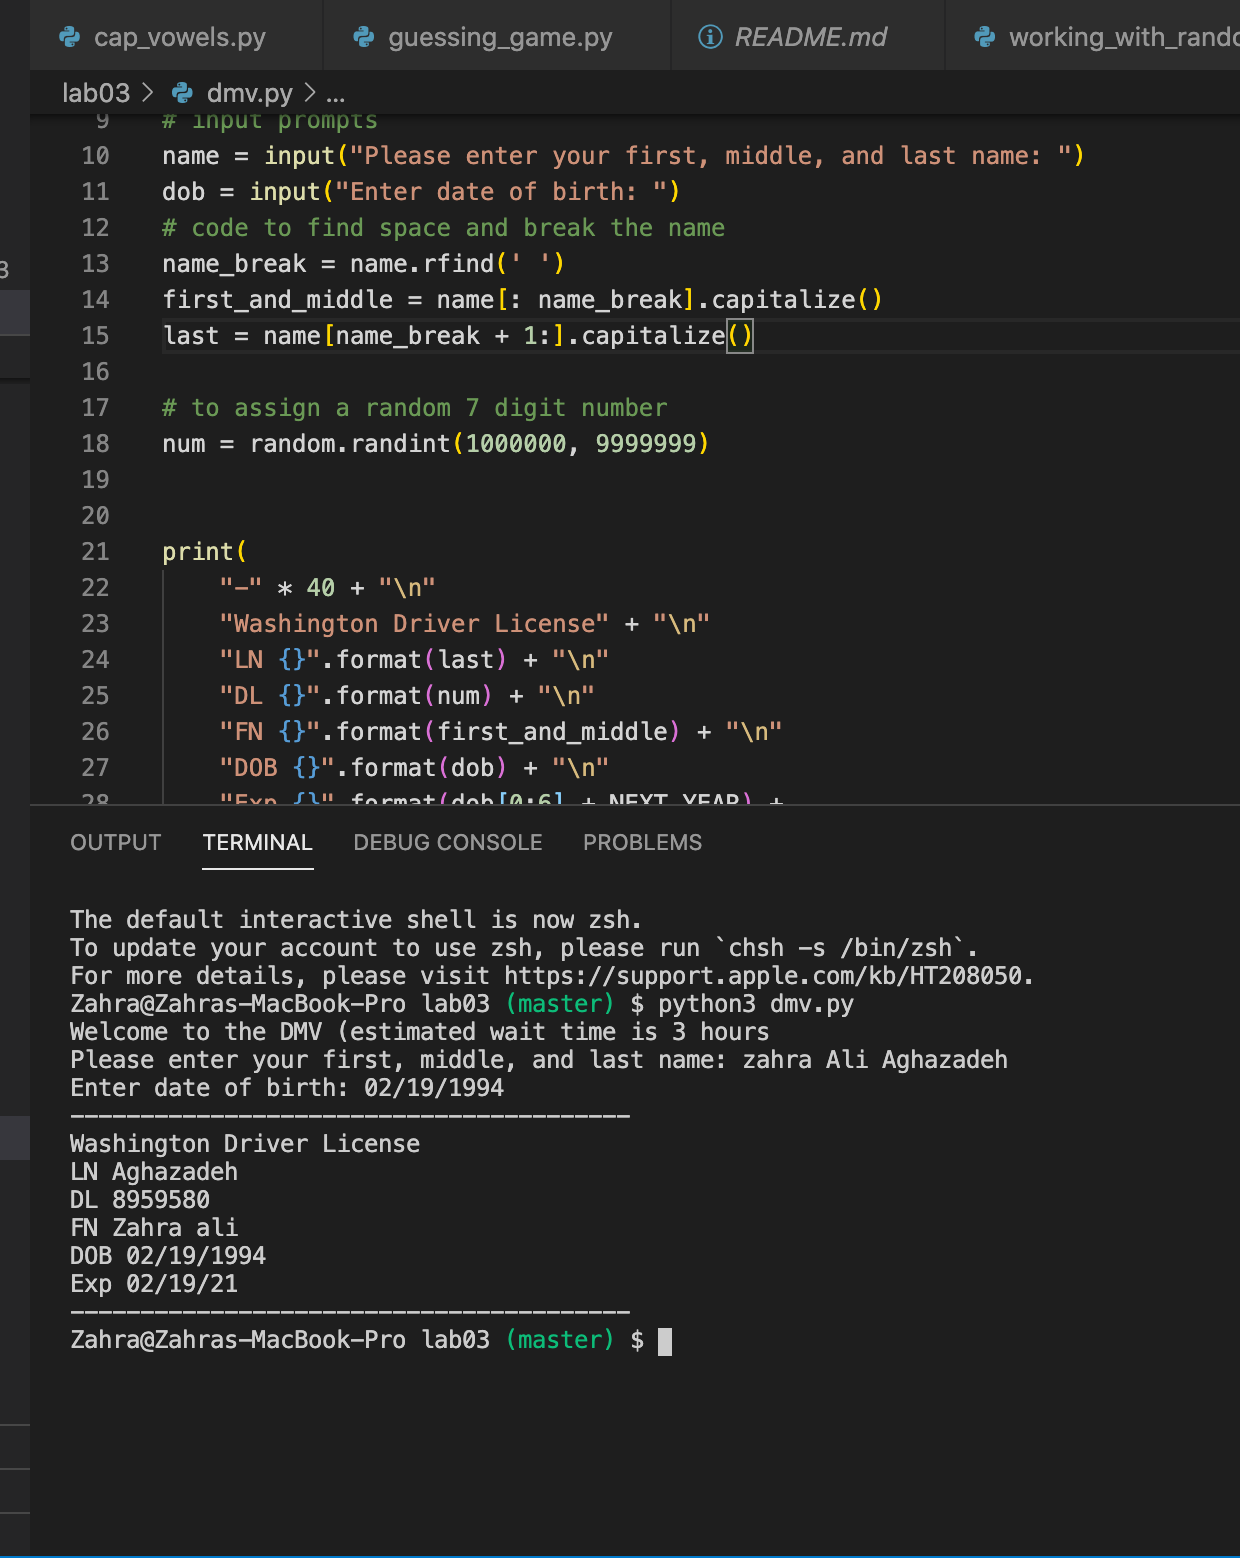 cap_vowels.py guessing_game.py README.md working_with_rando
lab03 > dmv.py > ...
9 # input prompts
10 name = input("Please enter your first, middle, and last name: ")
11 dob = input("Enter date of birth: ")
12 # code to find space and break the name
3
13 name_break = name.rfind(' ')
14 first_and_middle = name[: name_break].capitalize()
15 last = name[name_break + 1:].capitalize()
16
17 # to assign a random 7 digit number
18 num = random.randint(1000000, 9999999)
19
20
21 print(
22 "-" * 40 + "\n"
23 "Washington Driver License" + "\n"
24 "LN {}".format(last) + "\n"
25 "DL {}".format(num) + "\n"
26 "FN {}".format(first_and_middle) + "\n"
27 "DOB {}".format(dob) + "\n"
28 "Exp {}".format(dob[0:6] + NEXT_YEAR) +
OUTPUT TERMINAL DEBUG CONSOLE PROBLEMS
The default interactive shell is now zsh.
To update your account to use zsh, please run `chsh -s /bin/zsh`.
For more details, please visit https://support.apple.com/kb/HT208050.
Zahra@Zahras-MacBook-Pro lab03 (master) $ python3 dmv.py
Welcome to the DMV (estimated wait time is 3 hours
Please enter your first, middle, and last name: zahra Ali Aghazadeh
Enter date of birth: 02/19/1994
----------------------------------------
Washington Driver License
LN Aghazadeh
DL 8959580
FN Zahra ali
DOB 02/19/1994
Exp 02/19/21
----------------------------------------
Zahra@Zahras-MacBook-Pro lab03 (master) $